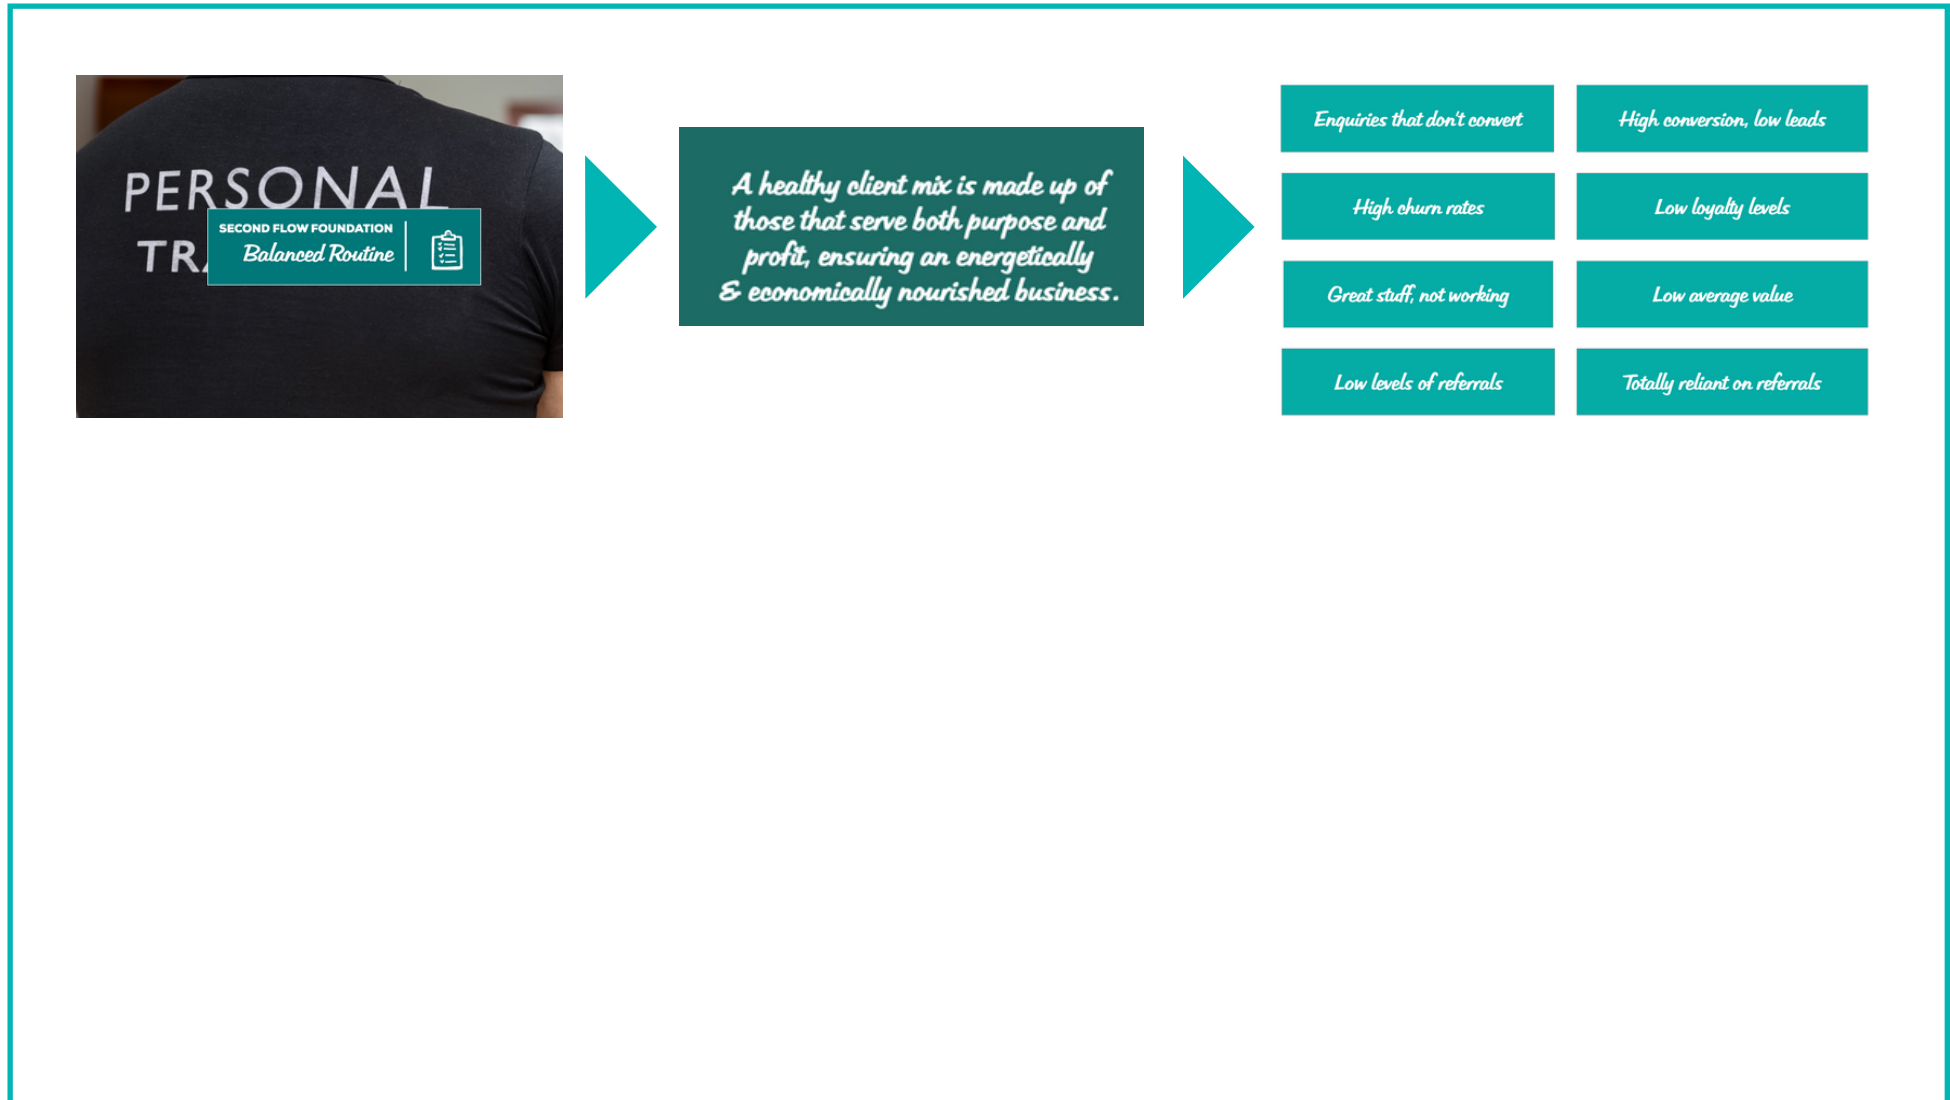 PERSONAL
TRA
SECOND FLOW FOUNDATION
Balanced Routine
A healthy client mix is made up of
those that serve both purpose and
profit, ensuring an energetically
& economically nourished business.
Enquiries that don't convert
High conversion, low leads
High churn rates
Low loyalty levels
Great stuff, not working
Low average value
Low levels of referrals
Totally reliant on referrals